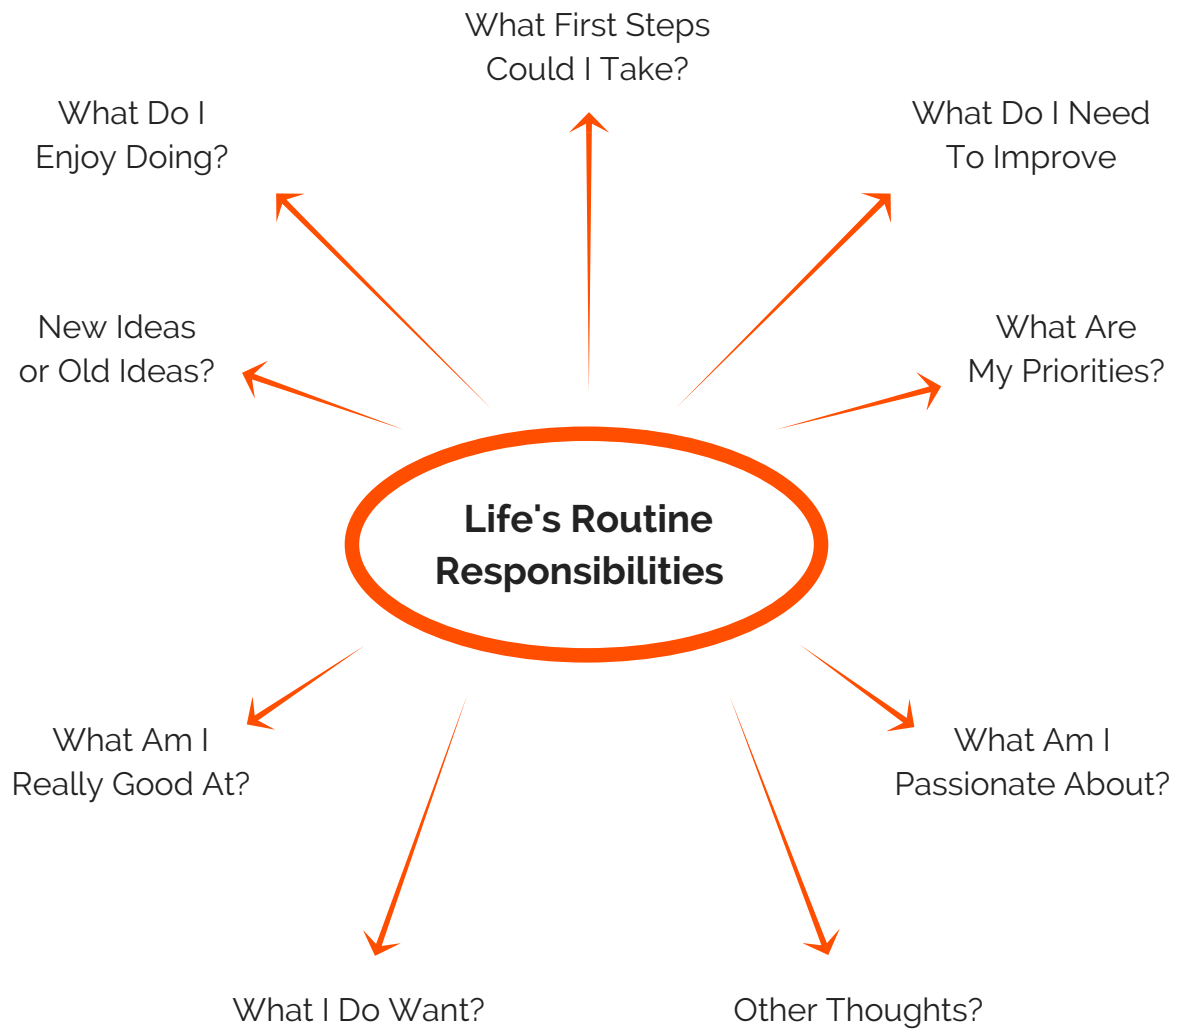 What First Steps
Could I Take?
What Do I
Enjoy Doing?
What Do I Need
To Improve
New Ideas
or Old Ideas?
What Are
My Priorities?
Life's Routine
Responsibilities
What Am I
Really Good At?
What Am I
Passionate About?
What I Do Want?
Other Thoughts?